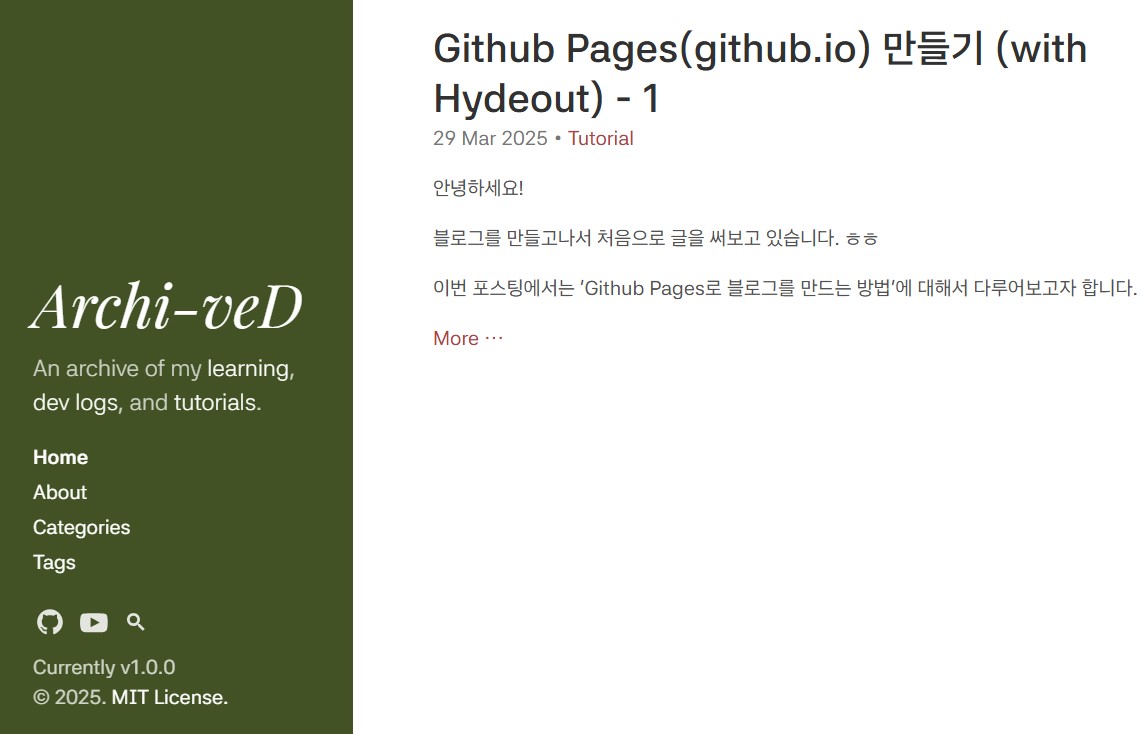 Archi-veD
An archive of my learning,
dev logs, and tutorials.
Home
About
Categories
Tags
Currently v1.0.0
© 2025. MIT License.
Github Pages(github.io) 만들기 (with
Hydeout) - 1
29 Mar 2025 • Tutorial
안녕하세요!
블로그를 만들고나서 처음으로 글을 써보고 있습니다. ㅎㅎ
이번 포스팅에서는 ‘Github Pages로 블로그를 만드는 방법’에 대해서 다루어보고자 합니다.
More ⋯